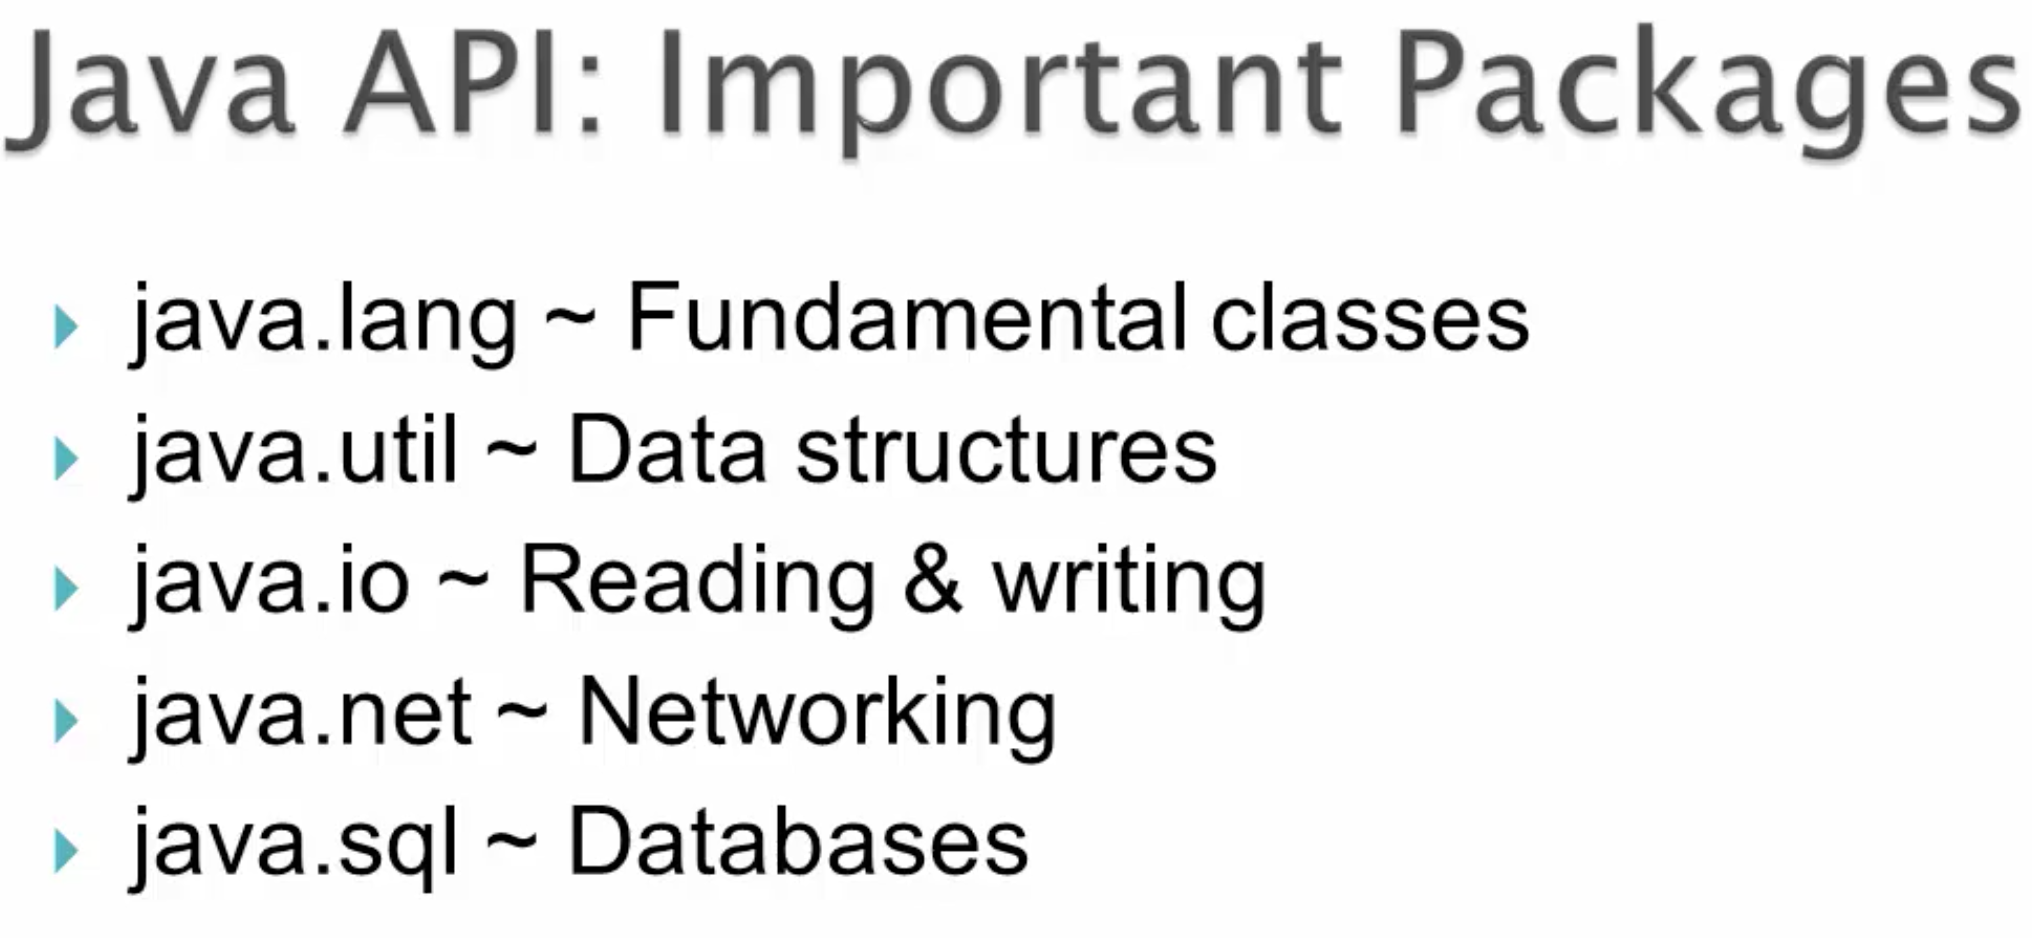 Java API: Important Packages
java.lang ~ Fundamental classes
java.util ~ Data structures
java.io ~ Reading & writing
java.net ~ Networking
java.sql ~ Databases